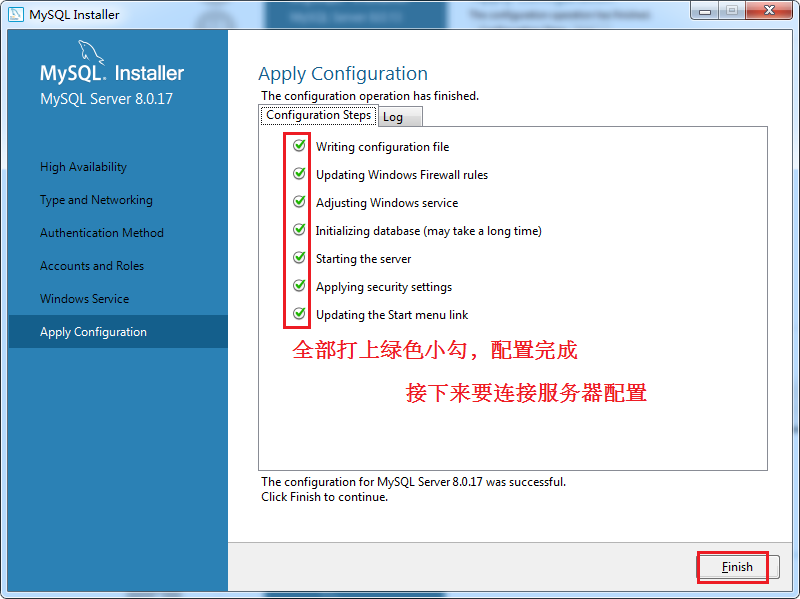 MySQL Installer
MySQL. Installer
MySQL Server 8.0.17
High Availability
Type and Networking
Authentication Method
Accounts and Roles
Windows Service
Apply Configuration
Apply Configuration
The configuration operation has finished.
Configuration Steps Log
Writing configuration file
Updating Windows Firewall rules
Adjusting Windows service
Initializing database (may take a long time)
Starting the server
Applying security settings
Updating the Start menu link
全部打上绿色小勾，配置完成
接下来要连接服务器配置
The configuration for MySQL Server 8.0.17 was successful.
Click Finish to continue.
Finish